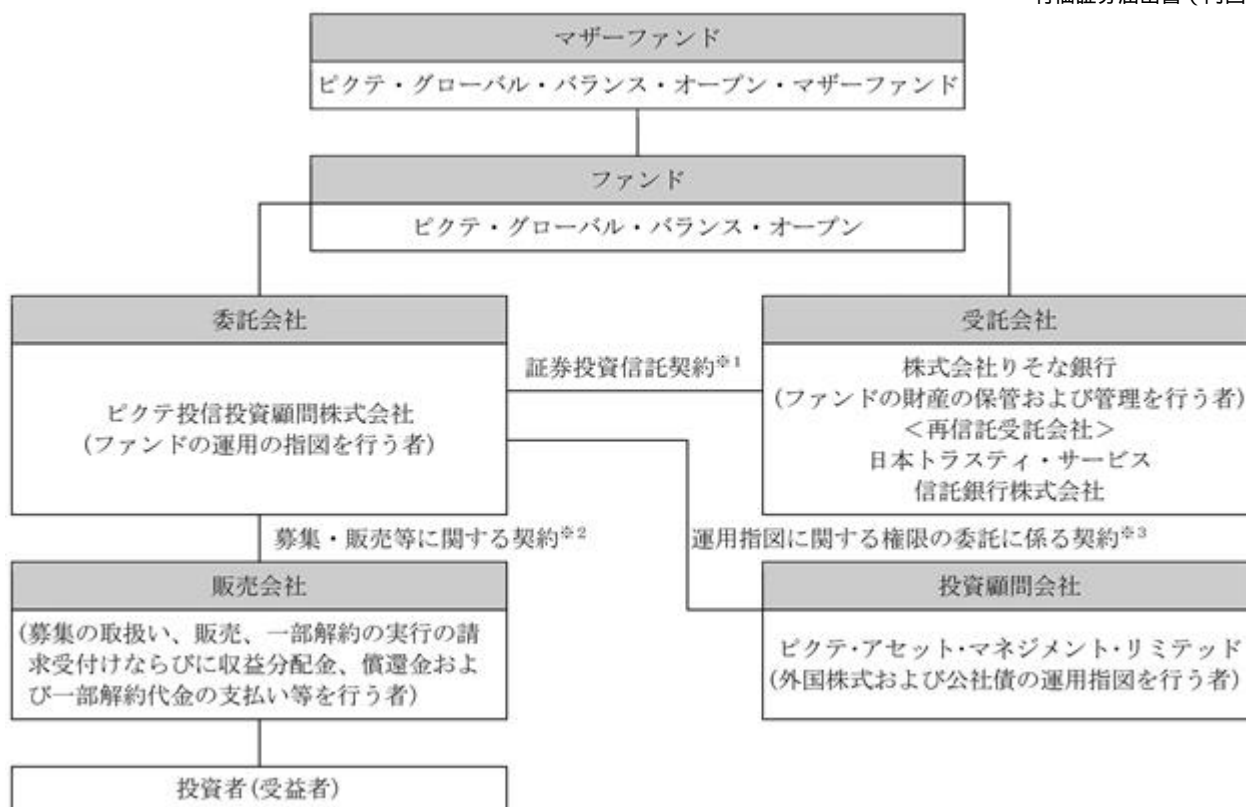 マザーファンド
ピクテ・グローバル・バランス・オープン・マザーファンド
ファンド
ピクテ・グローバル・バランス・オープン
委託会社
ピクテ投信投資顧問株式会社
(ファンドの運用の指図を行う者)
証券投資信託契約※1
受託会社
株式会社りそな銀行
(ファンドの財産の保管および管理を行う者)
<再信託受託会社>
日本トラスティ・サービス
信託銀行株式会社
募集・販売等に関する契約※2
運用指図に関する権限の委託に係る契約※3
販売会社
(募集の取扱い、販売、一部解約の実行の請
求受付けならびに収益分配金、償還金およ
び一部解約代金の支払い等を行う者)
投資顧問会社
ピクテ・アセット・マネジメント・リミテッド
(外国株式および公社債の運用指図を行う者)
投資者(受益者)